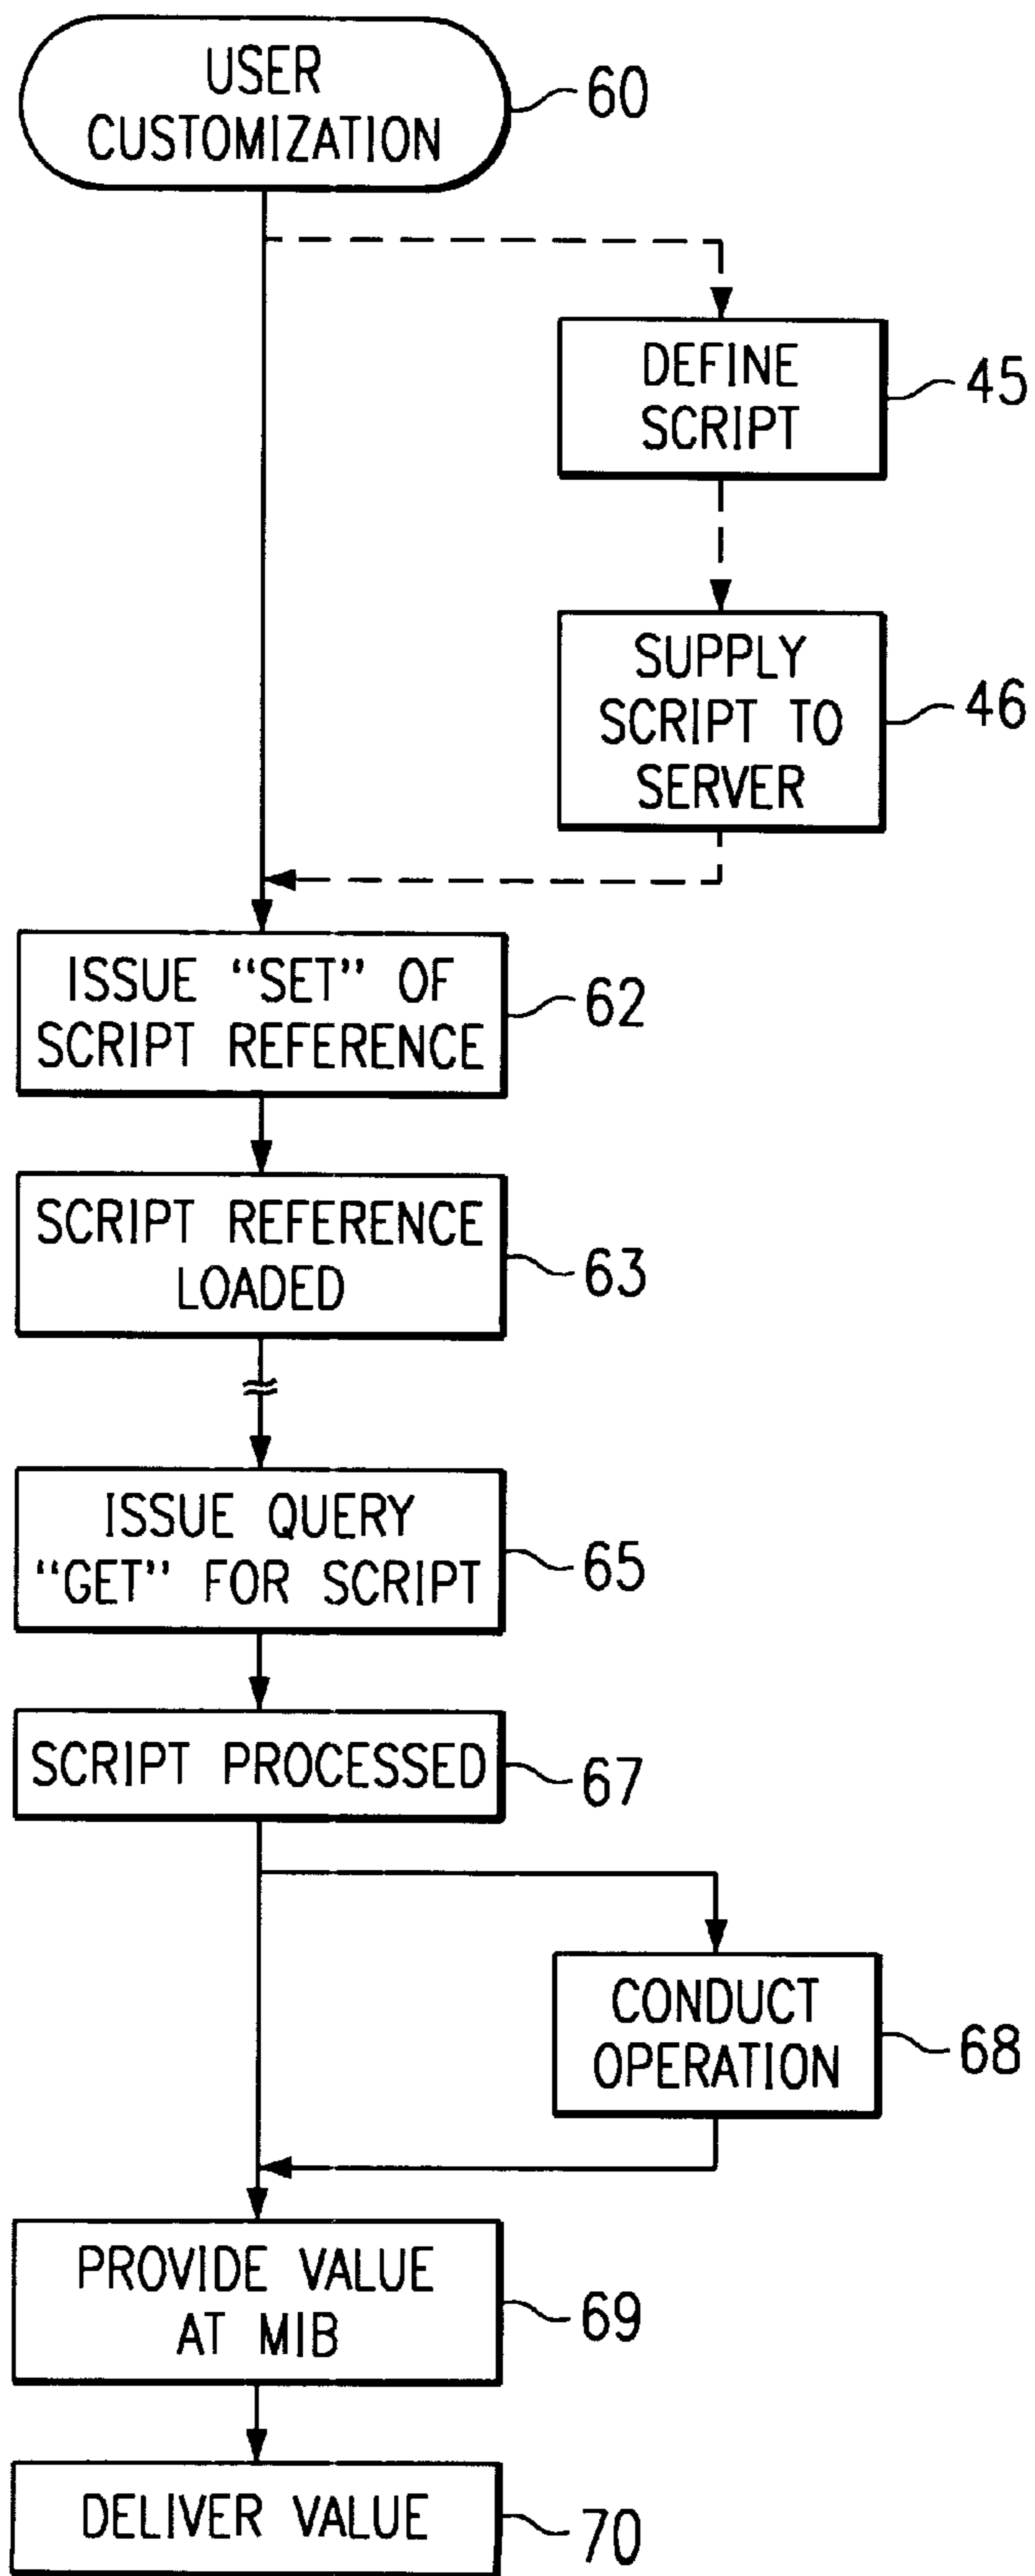 USER
CUSTOMIZATION
60
DEFINE
SCRIPT
45
SUPPLY
SCRIPT TO
SERVER
46
ISSUE “SET” OF
SCRIPT REFERENCE
62
SCRIPT REFERENCE
LOADED
63
ISSUE QUERY
“GET” FOR SCRIPT
65
SCRIPT PROCESSED
67
CONDUCT
OPERATION
68
PROVIDE VALUE
AT MIB
69
DELIVER VALUE
70